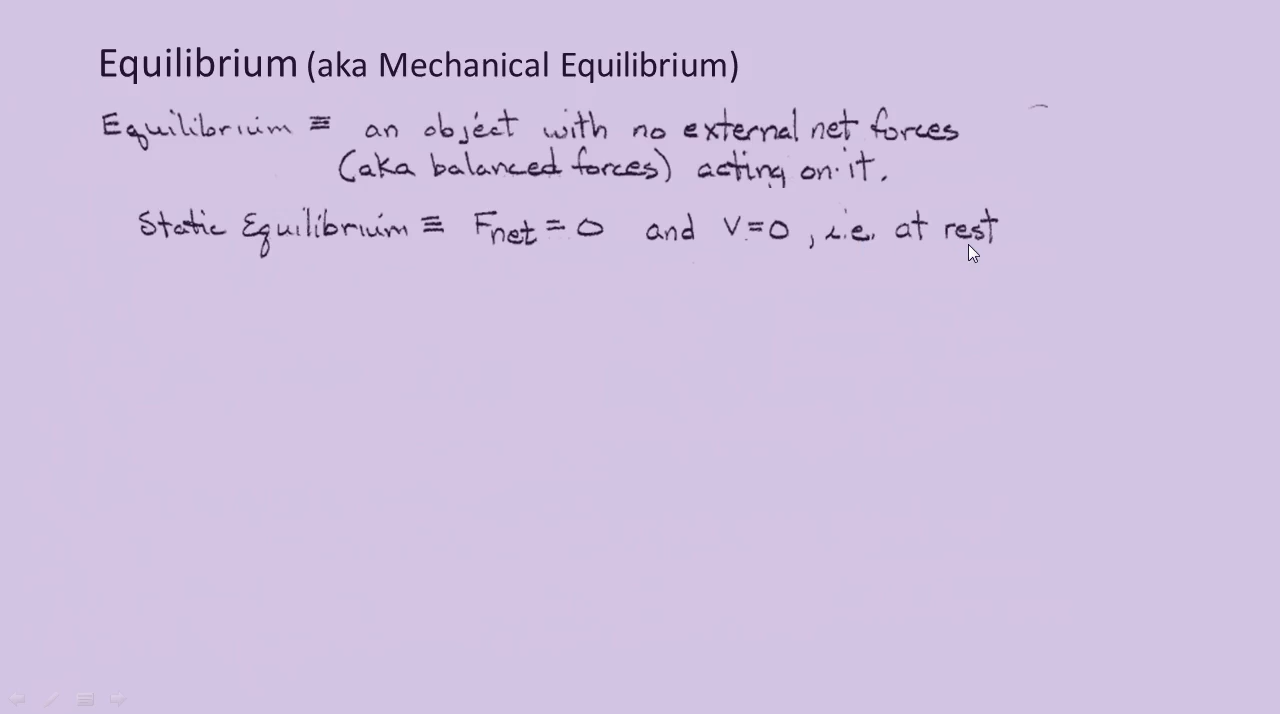 Equilibrium (aka Mechanical Equilibrium)
Equilibrium ≡ an object with no external net forces
(aka balanced forces) acting on it.
Static Equilibrium ≡ Fnet = 0 and V=0, i.e. at rest